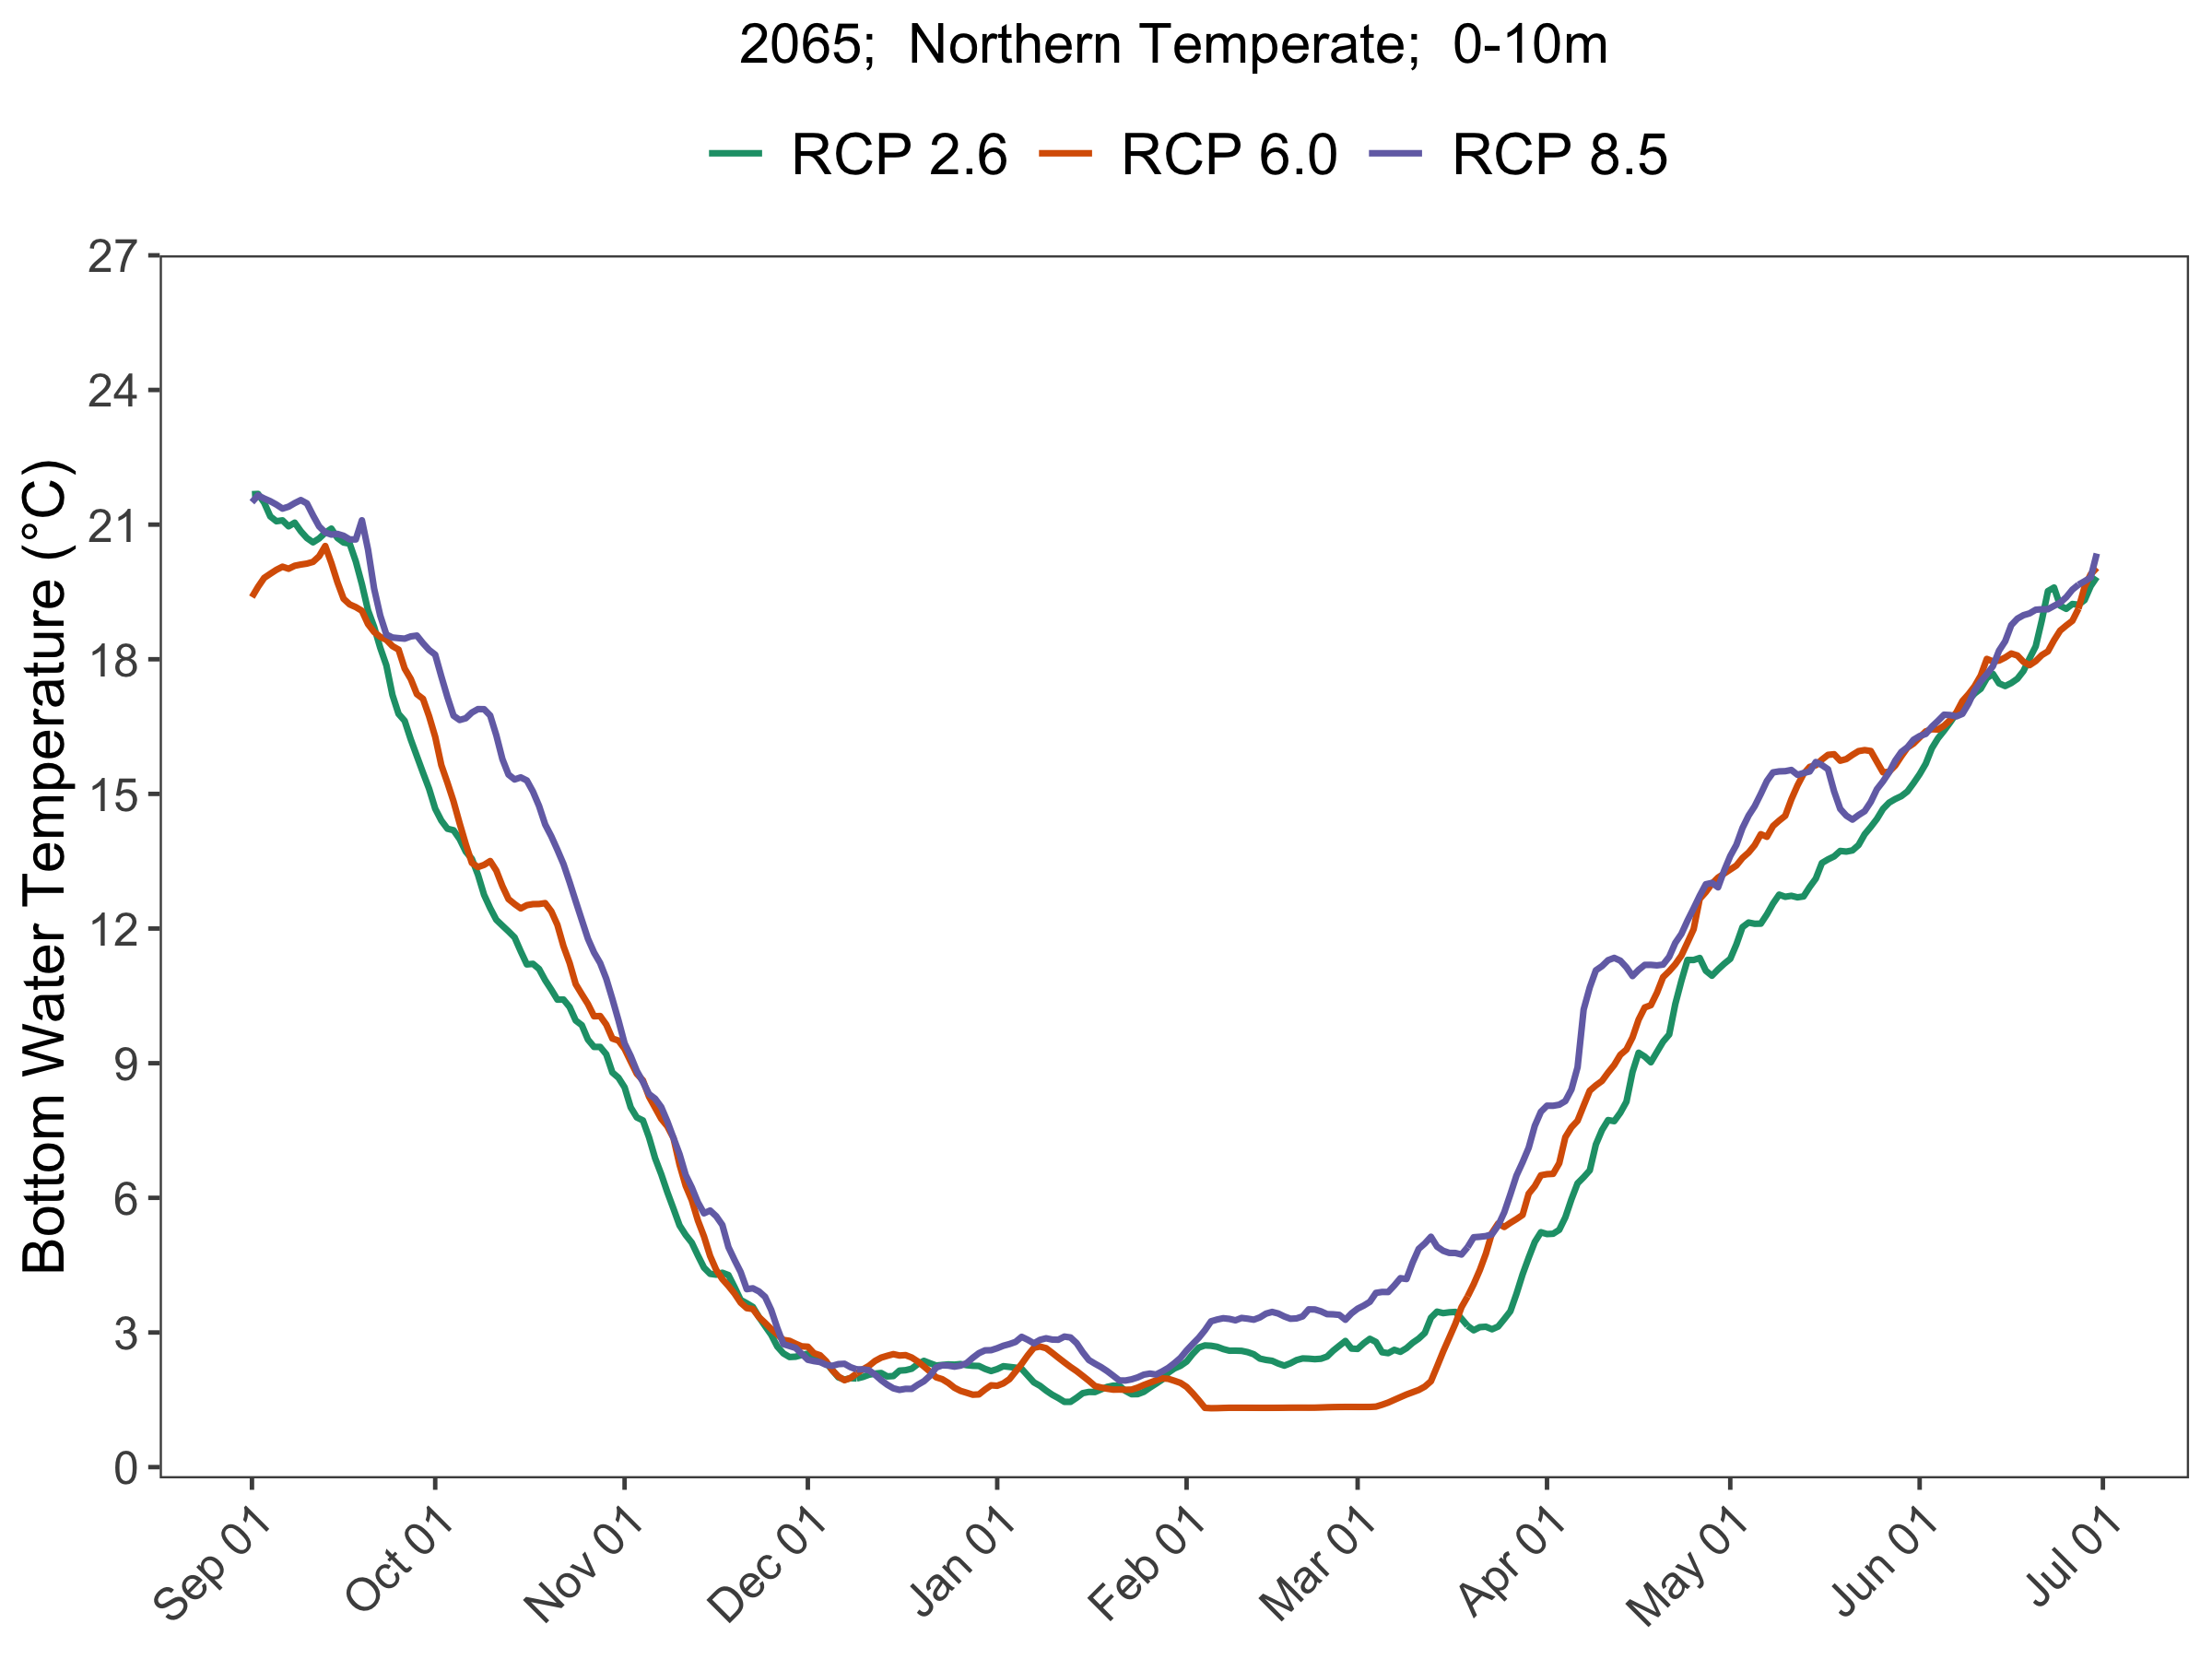 2065;  Northern Temperate;  0-10m
RCP 2.6 RCP 6.0 RCP 8.5
Bottom Water Temperature (°C)
27
24
21
18
15
12
9
6
3
0
Sep 01 Oct 01 Nov 01 Dec 01 Jan 01 Feb 01 Mar 01 Apr 01 May 01 Jun 01 Jul 01